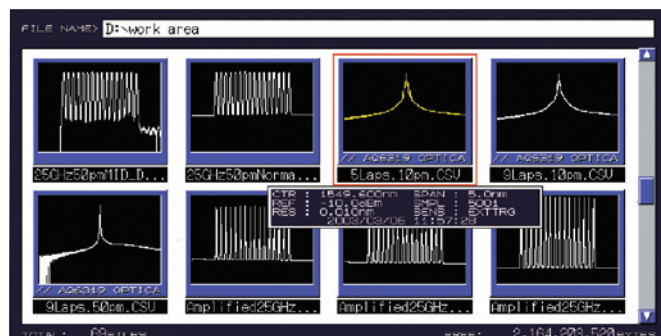 FILE NAME> D:\work area
25GHz50pmMID_D...
25GHz50pmNorma...
// AQ6319 OPTICA
5Laps.10pm.CSV
// AQ6319 OPTICA
9Laps.10pm.CSV
CTR : 1549.600nm SPAN : 5.0nm
REF : -10.0dBm SMPL : 5001
RES : 0.010nm SENS : EXTTRG
2003/03/06 11:57:28
// AQ6319 OPTICA
9Laps.50pm.CSV
Amplified25GHz...
Amplified25GHz...
Amplified25GHz...
TOTAL: 69FILES FREE: 2,164,203,520BYTES